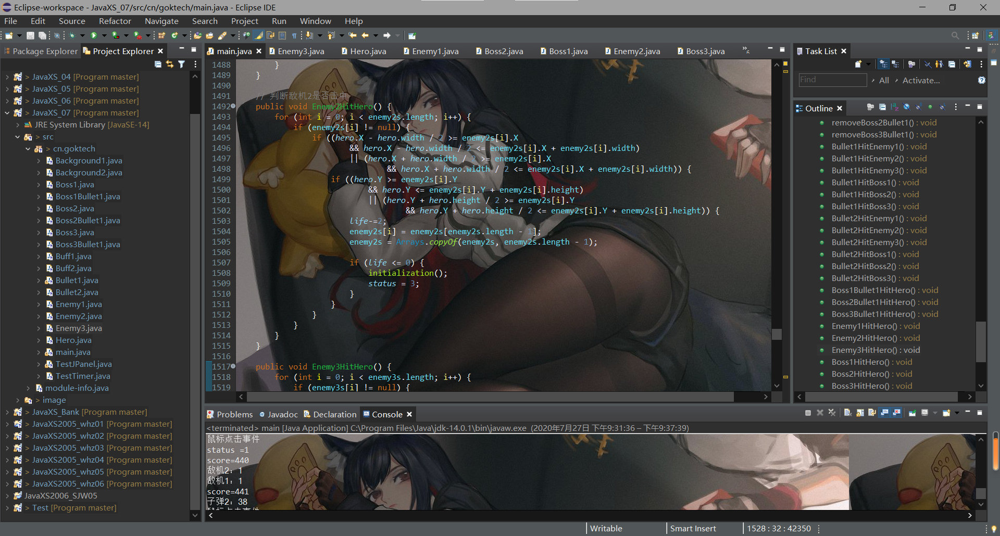 Eclipse-workspace - JavaXS_07/src/cn/goktech/main.java - Eclipse IDE
File Edit Source Refactor Navigate Search Project Run Window Help
Package Explorer Project Explorer
> JavaXS_04 [Program master]
> JavaXS_05 [Program master]
> JavaXS_06 [Program master]
> JavaXS_07 [Program master]
JRE System Library [JavaSE-14]
> src
> cn.goktech
Background1.java
Background2.java
Boss1.java
Boss1Bullet1.java
Boss2.java
Boss2Bullet1.java
Boss3.java
Boss3Bullet1.java
Buff1.java
Buff2.java
Bullet1.java
Bullet2.java
Enemy1.java
Enemy2.java
Enemy3.java
Hero.java
main.java
TestJPanel.java
TestTimer.java
module-info.java
> image
> JavaXS_Bank [Program master]
> JavaXS2005_whz01 [Program master]
> JavaXS2005_whz02 [Program master]
> JavaXS2005_whz03 [Program master]
> JavaXS2005_whz04 [Program master]
> JavaXS2005_whz05 [Program master]
> JavaXS2005_whz06 [Program master]
JavaXS2006_SJW05
> Test [Program master]
main.java Enemy3.java Hero.java Enemy1.java Boss2.java Boss1.java Enemy2.java Boss3.java »6
1488 }
1489 }
1490
1491 // 判断敌机2是否击中
1492 public void Enemy2HitHero() {
1493 for (int i = 0; i < enemy2s.length; i++) {
1494 if (enemy2s[i] != null) {
1495 if ((hero.X - hero.width / 2 >= enemy2s[i].X
1496 && hero.X - hero.width / 2 <= enemy2s[i].X + enemy2s[i].width)
1497 || (hero.X + hero.width / 2 >= enemy2s[i].X
1498 && hero.X + hero.width / 2 <= enemy2s[i].X + enemy2s[i].width)) {
1499 if ((hero.Y >= enemy2s[i].Y
1500 && hero.Y <= enemy2s[i].Y + enemy2s[i].height)
1501 || (hero.Y + hero.height / 2 >= enemy2s[i].Y
1502 && hero.Y + hero.height / 2 <= enemy2s[i].Y + enemy2s[i].height)) {
1503 life-=2;
1504 enemy2s[i] = enemy2s[enemy2s.length - 1];
1505 enemy2s = Arrays.copyOf(enemy2s, enemy2s.length - 1);
1506
1507 if (life <= 0) {
1508 initialization();
1509 status = 3;
1510 }
1511 }
1512 }
1513 }
1514 }
1515 }
1516
1517 public void Enemy3HitHero() {
1518 for (int i = 0; i < enemy3s.length; i++) {
1519 if (enemy3s[i] != null) {
Task List
Find All Activate...
Outline
removeBoss2Bullet1() : void
removeBoss3Bullet1() : void
Bullet1HitEnemy1() : void
Bullet1HitEnemy2() : void
Bullet1HitEnemy3() : void
Bullet1HitBoss1() : void
Bullet1HitBoss2() : void
Bullet1HitBoss3() : void
Bullet2HitEnemy1() : void
Bullet2HitEnemy2() : void
Bullet2HitEnemy3() : void
Bullet2HitBoss1() : void
Bullet2HitBoss2() : void
Bullet2HitBoss3() : void
Boss1Bullet1HitHero() : void
Boss2Bullet1HitHero() : void
Boss3Bullet1HitHero() : void
Enemy1HitHero() : void
Enemy2HitHero() : void
Enemy3HitHero() : void
Boss1HitHero() : void
Boss2HitHero() : void
Boss3HitHero() : void
Problems Javadoc Declaration Console
<terminated> main [Java Application] C:\Program Files\Java\jdk-14.0.1\bin\javaw.exe (2020年7月27日 下午9:31:36 – 下午9:37:39)
鼠标点击事件
status =1
score=440
敌机2: 1
敌机1: 1
score=441
子弹2: 38
鼠标点击事件
Writable Smart Insert 1528 : 32 : 42350